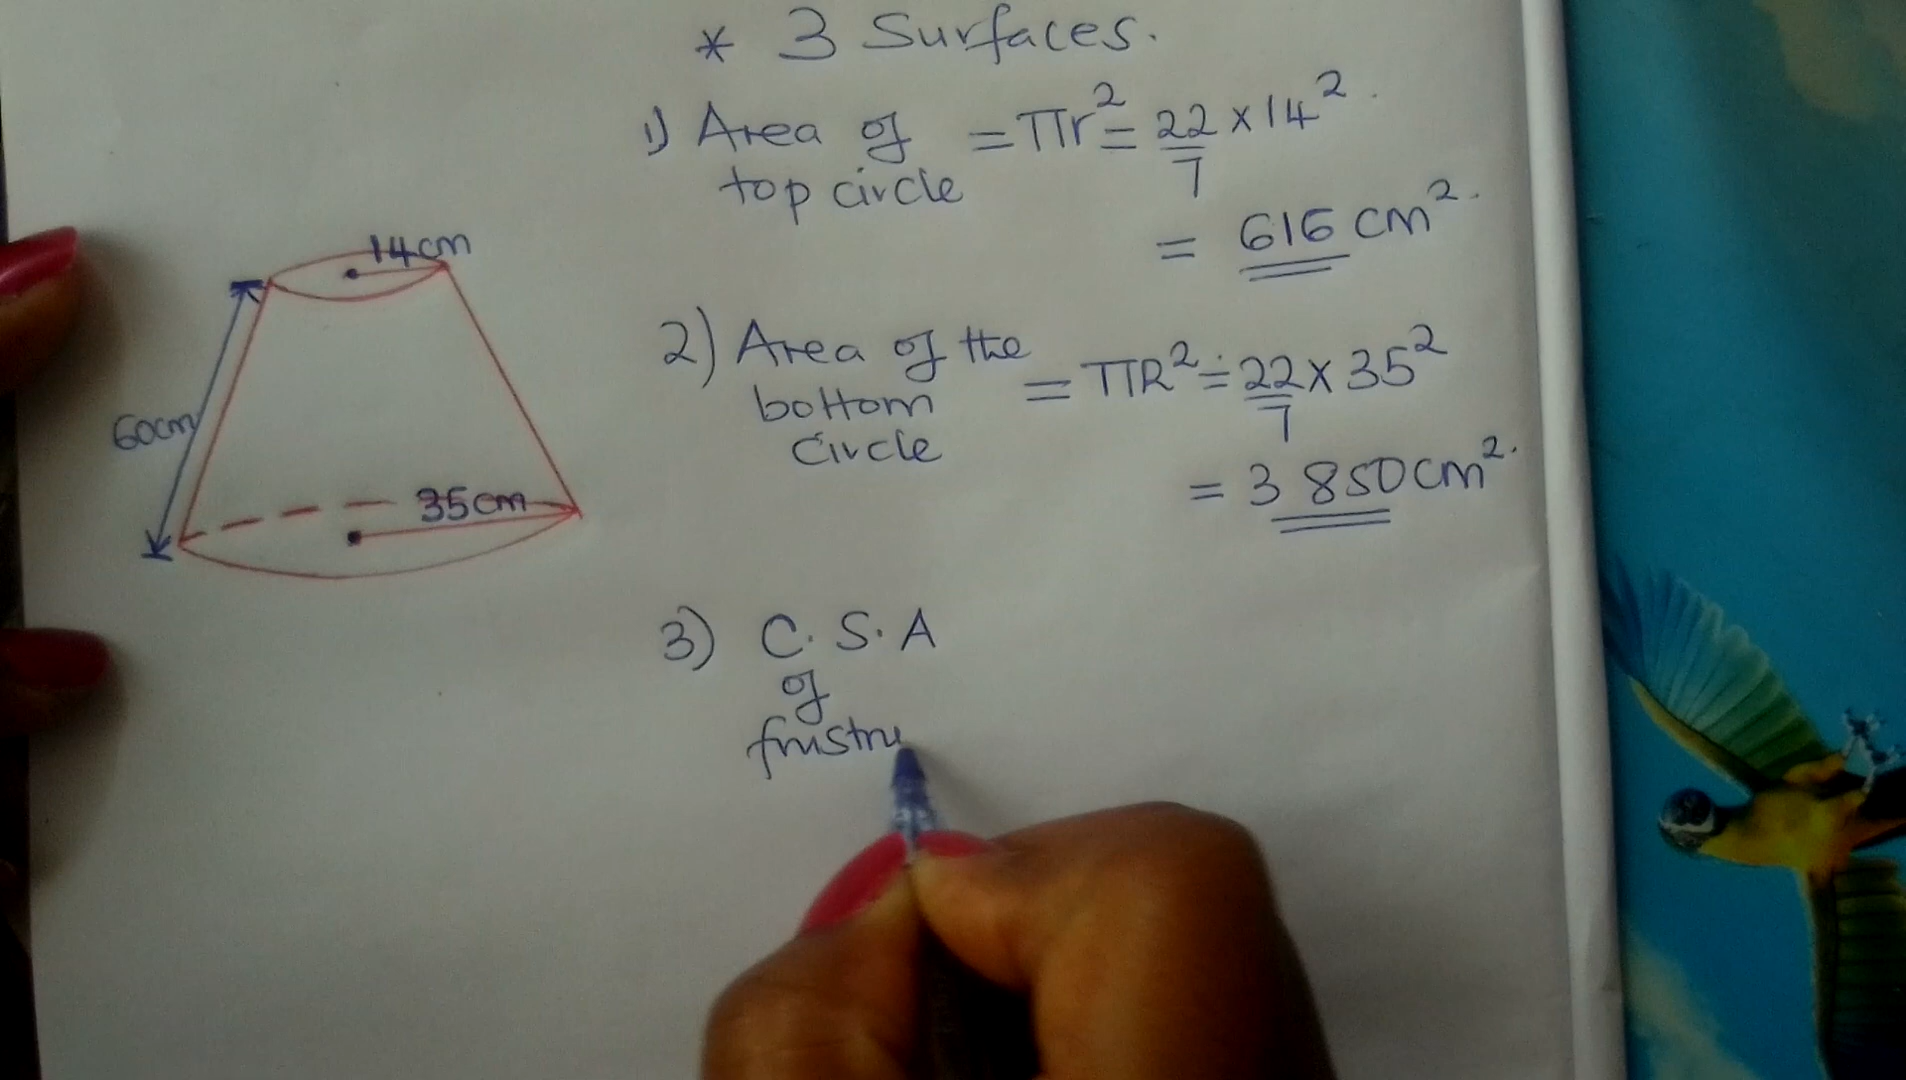 * 3 Surfaces.
1) Area of = πr² = 22/7 × 14².
top circle
= 616 cm².
14cm
60cm
35cm
2) Area of the = πR² = 22/7 × 35²
bottom
Circle
= 3 850 cm².
3) C.S.A
of
frustru